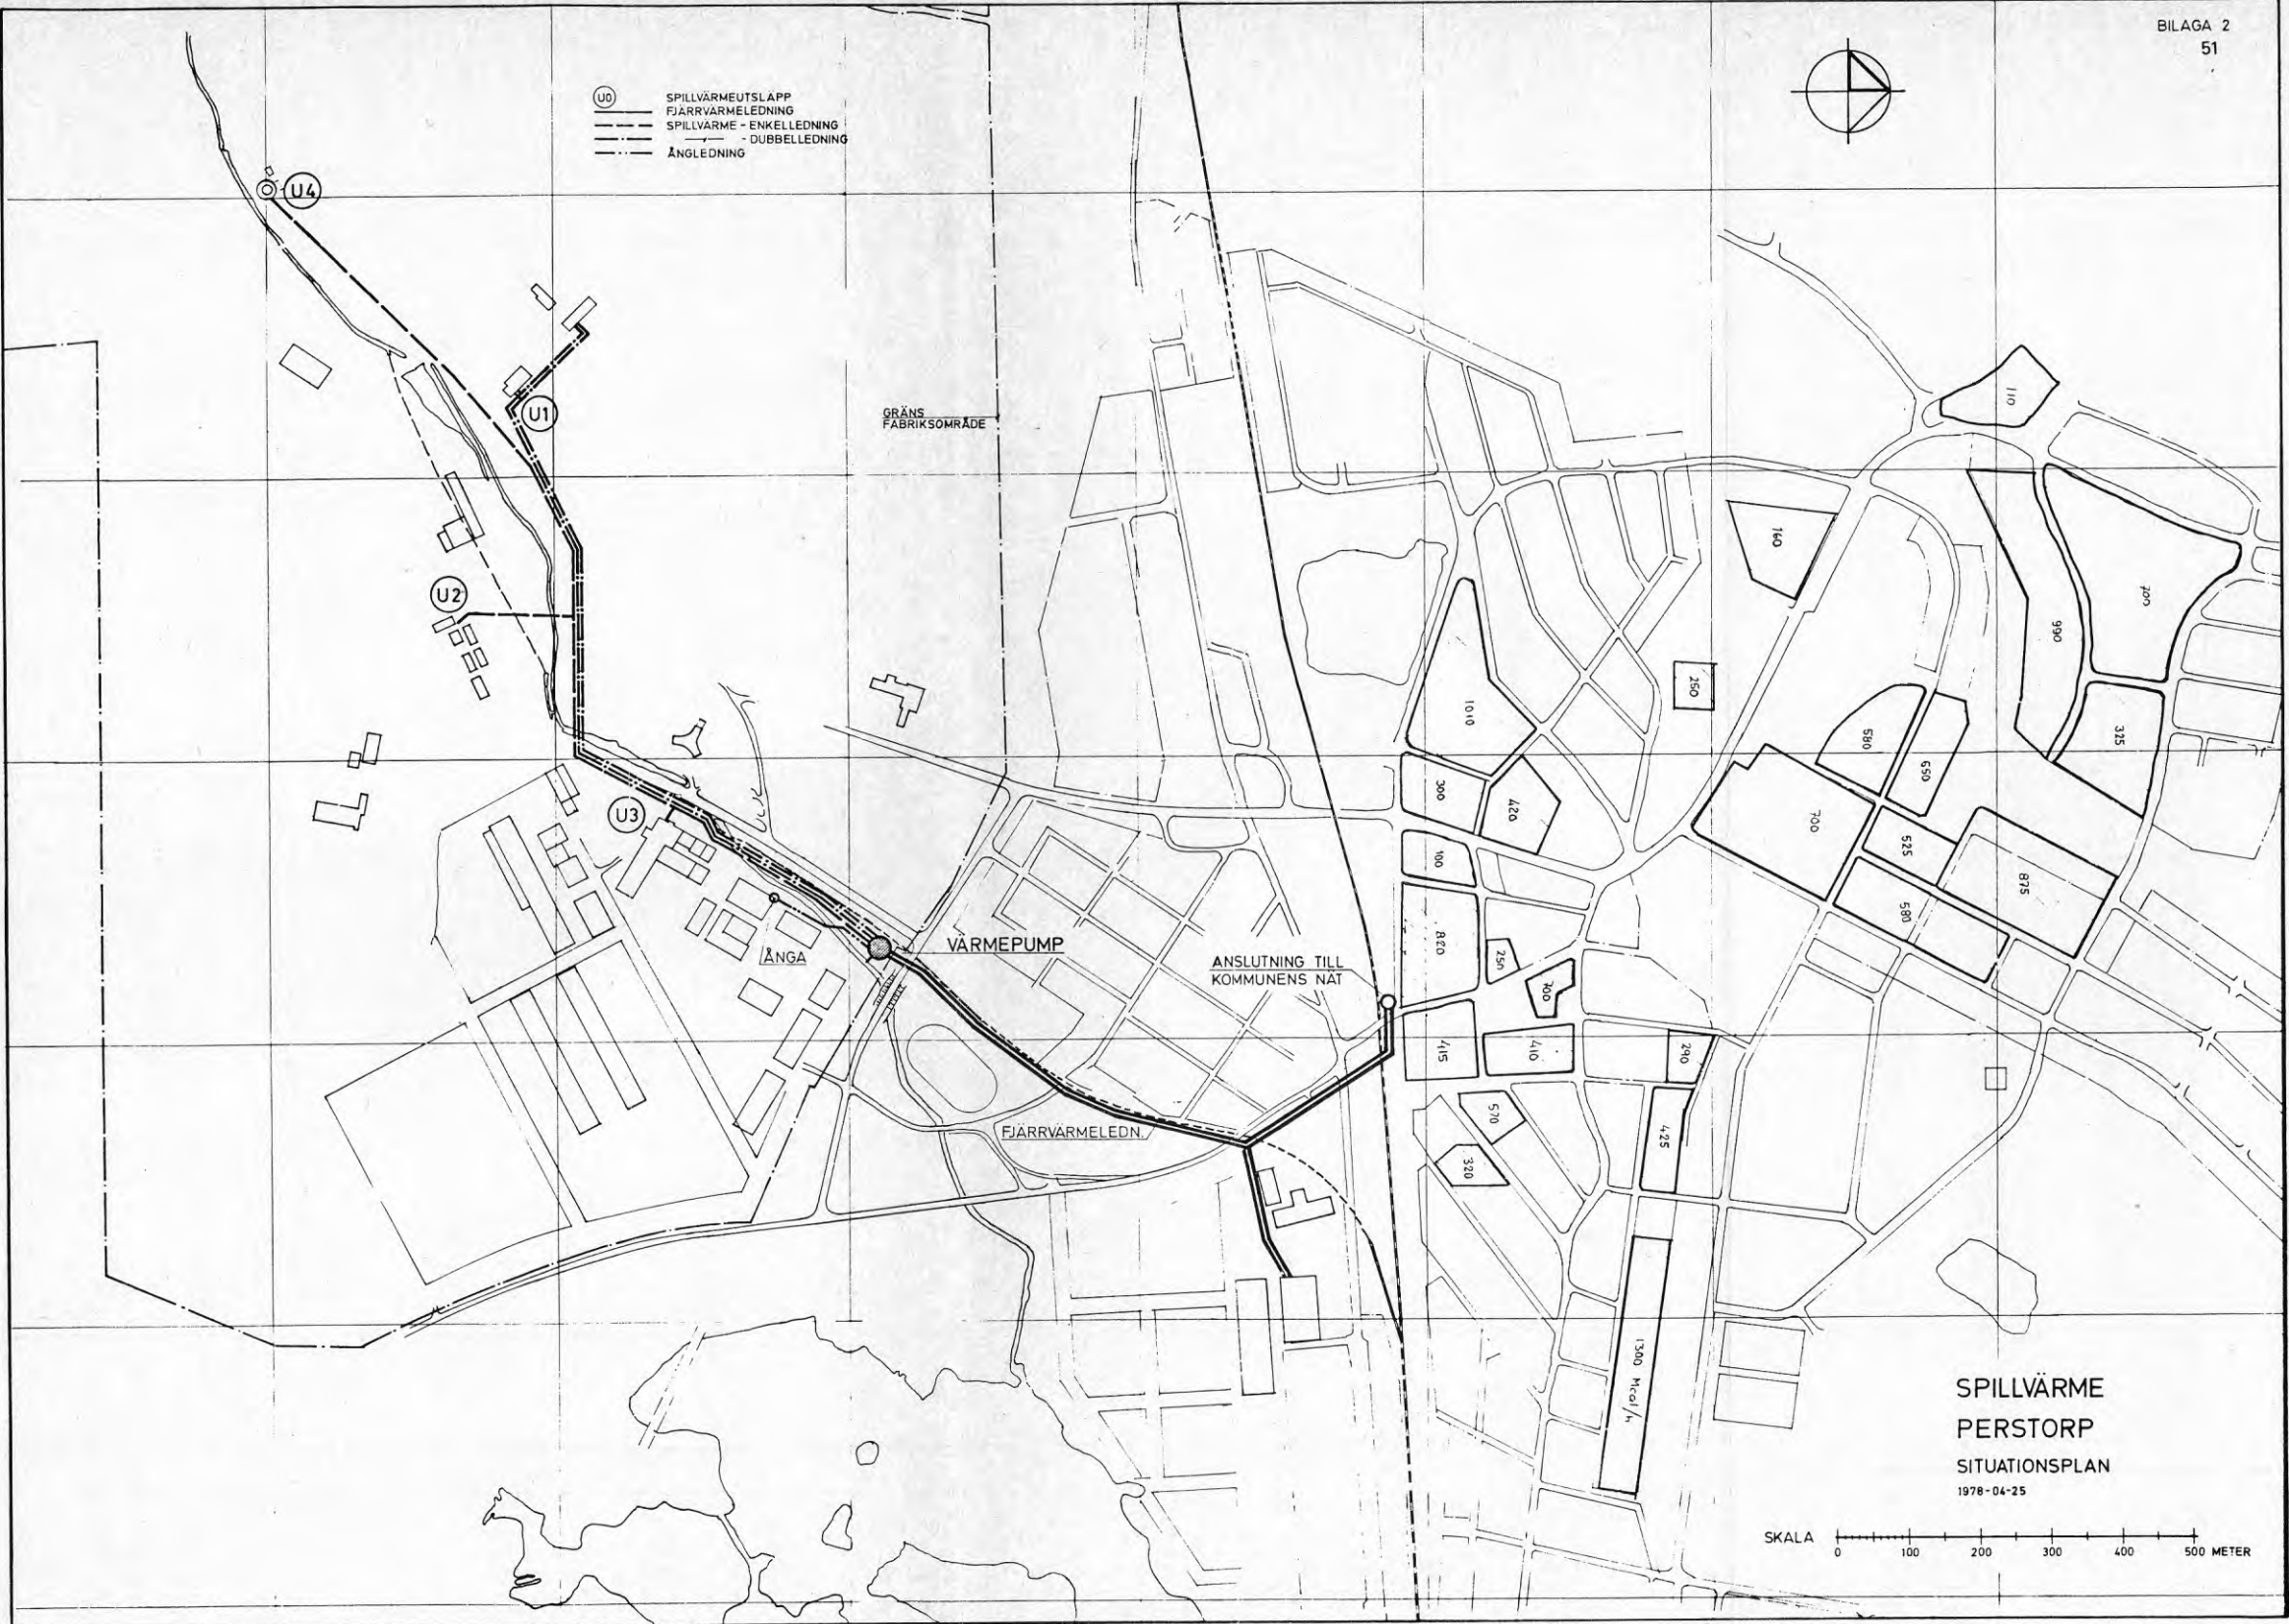 BILAGA 2
51
U0 SPILLVÄRMEUTSLÄPP
FJÄRRVÄRMELEDNING
SPILLVÄRME - ENKELLEDNING
- DUBBELLEDNING
ÅNGLEDNING
U4
U1
GRÄNS
FABRIKSOMRÅDE
U2
U3
ÅNGA
VÄRMEPUMP
ANSLUTNING TILL
KOMMUNENS NÄT
FJÄRRVÄRMELEDN.
110
160
700
990
250
1010
325
580
650
300
420
700
525
100
875
580
820
250
700
415
410
290
570
425
320
1300 Mcal/h
SPILLVÄRME
PERSTORP
SITUATIONSPLAN
1978-04-25
SKALA
0 100 200 300 400 500 METER